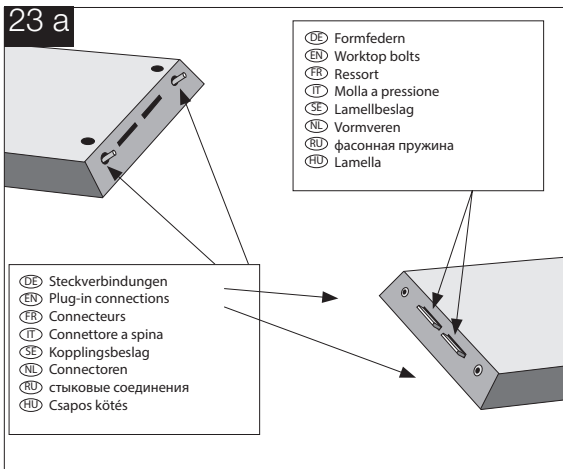 23 a
DE Formfedern
EN Worktop bolts
FR Ressort
IT Molla a pressione
SE Lamellbeslag
NL Vormveren
RU фасонная пружина
HU Lamella
DE Steckverbindungen
EN Plug-in connections
FR Connecteurs
IT Connettore a spina
SE Kopplingsbeslag
NL Connectoren
RU стыковые соединения
HU Csapos kötés